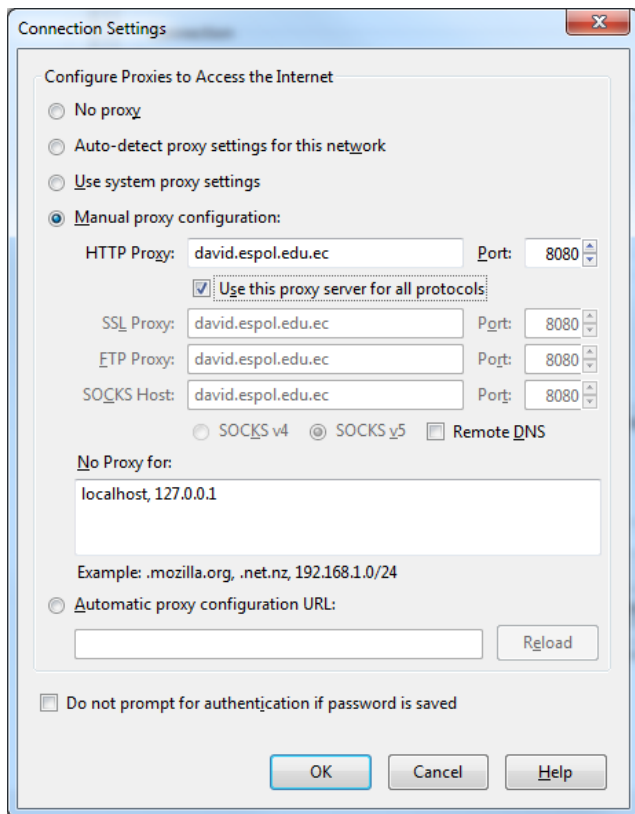 Connection Settings
Configure Proxies to Access the Internet
No proxy
Auto-detect proxy settings for this network
Use system proxy settings
Manual proxy configuration:
HTTP Proxy: david.espol.edu.ec Port: 8080
Use this proxy server for all protocols
SSL Proxy: david.espol.edu.ec Port: 8080
FTP Proxy: david.espol.edu.ec Port: 8080
SOCKS Host: david.espol.edu.ec Port: 8080
SOCKS v4 SOCKS v5 Remote DNS
No Proxy for:
localhost, 127.0.0.1
Example: .mozilla.org, .net.nz, 192.168.1.0/24
Automatic proxy configuration URL:
Reload
Do not prompt for authentication if password is saved
OK Cancel Help